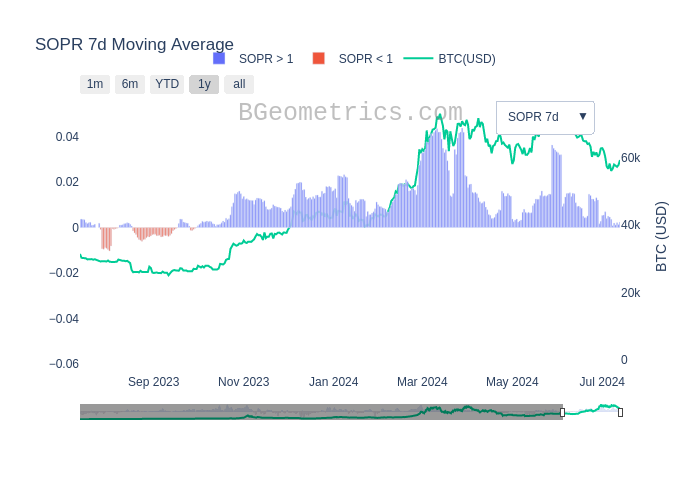 SOPR 7d Moving Average
SOPR > 1 SOPR < 1 BTC(USD)
1m 6m YTD 1y all
BGeometrics.com
SOPR 7d ▼
0.04
0.02
0
−0.02
−0.04
−0.06
60k
40k
20k
0
BTC (USD)
Sep 2023 Nov 2023 Jan 2024 Mar 2024 May 2024 Jul 2024